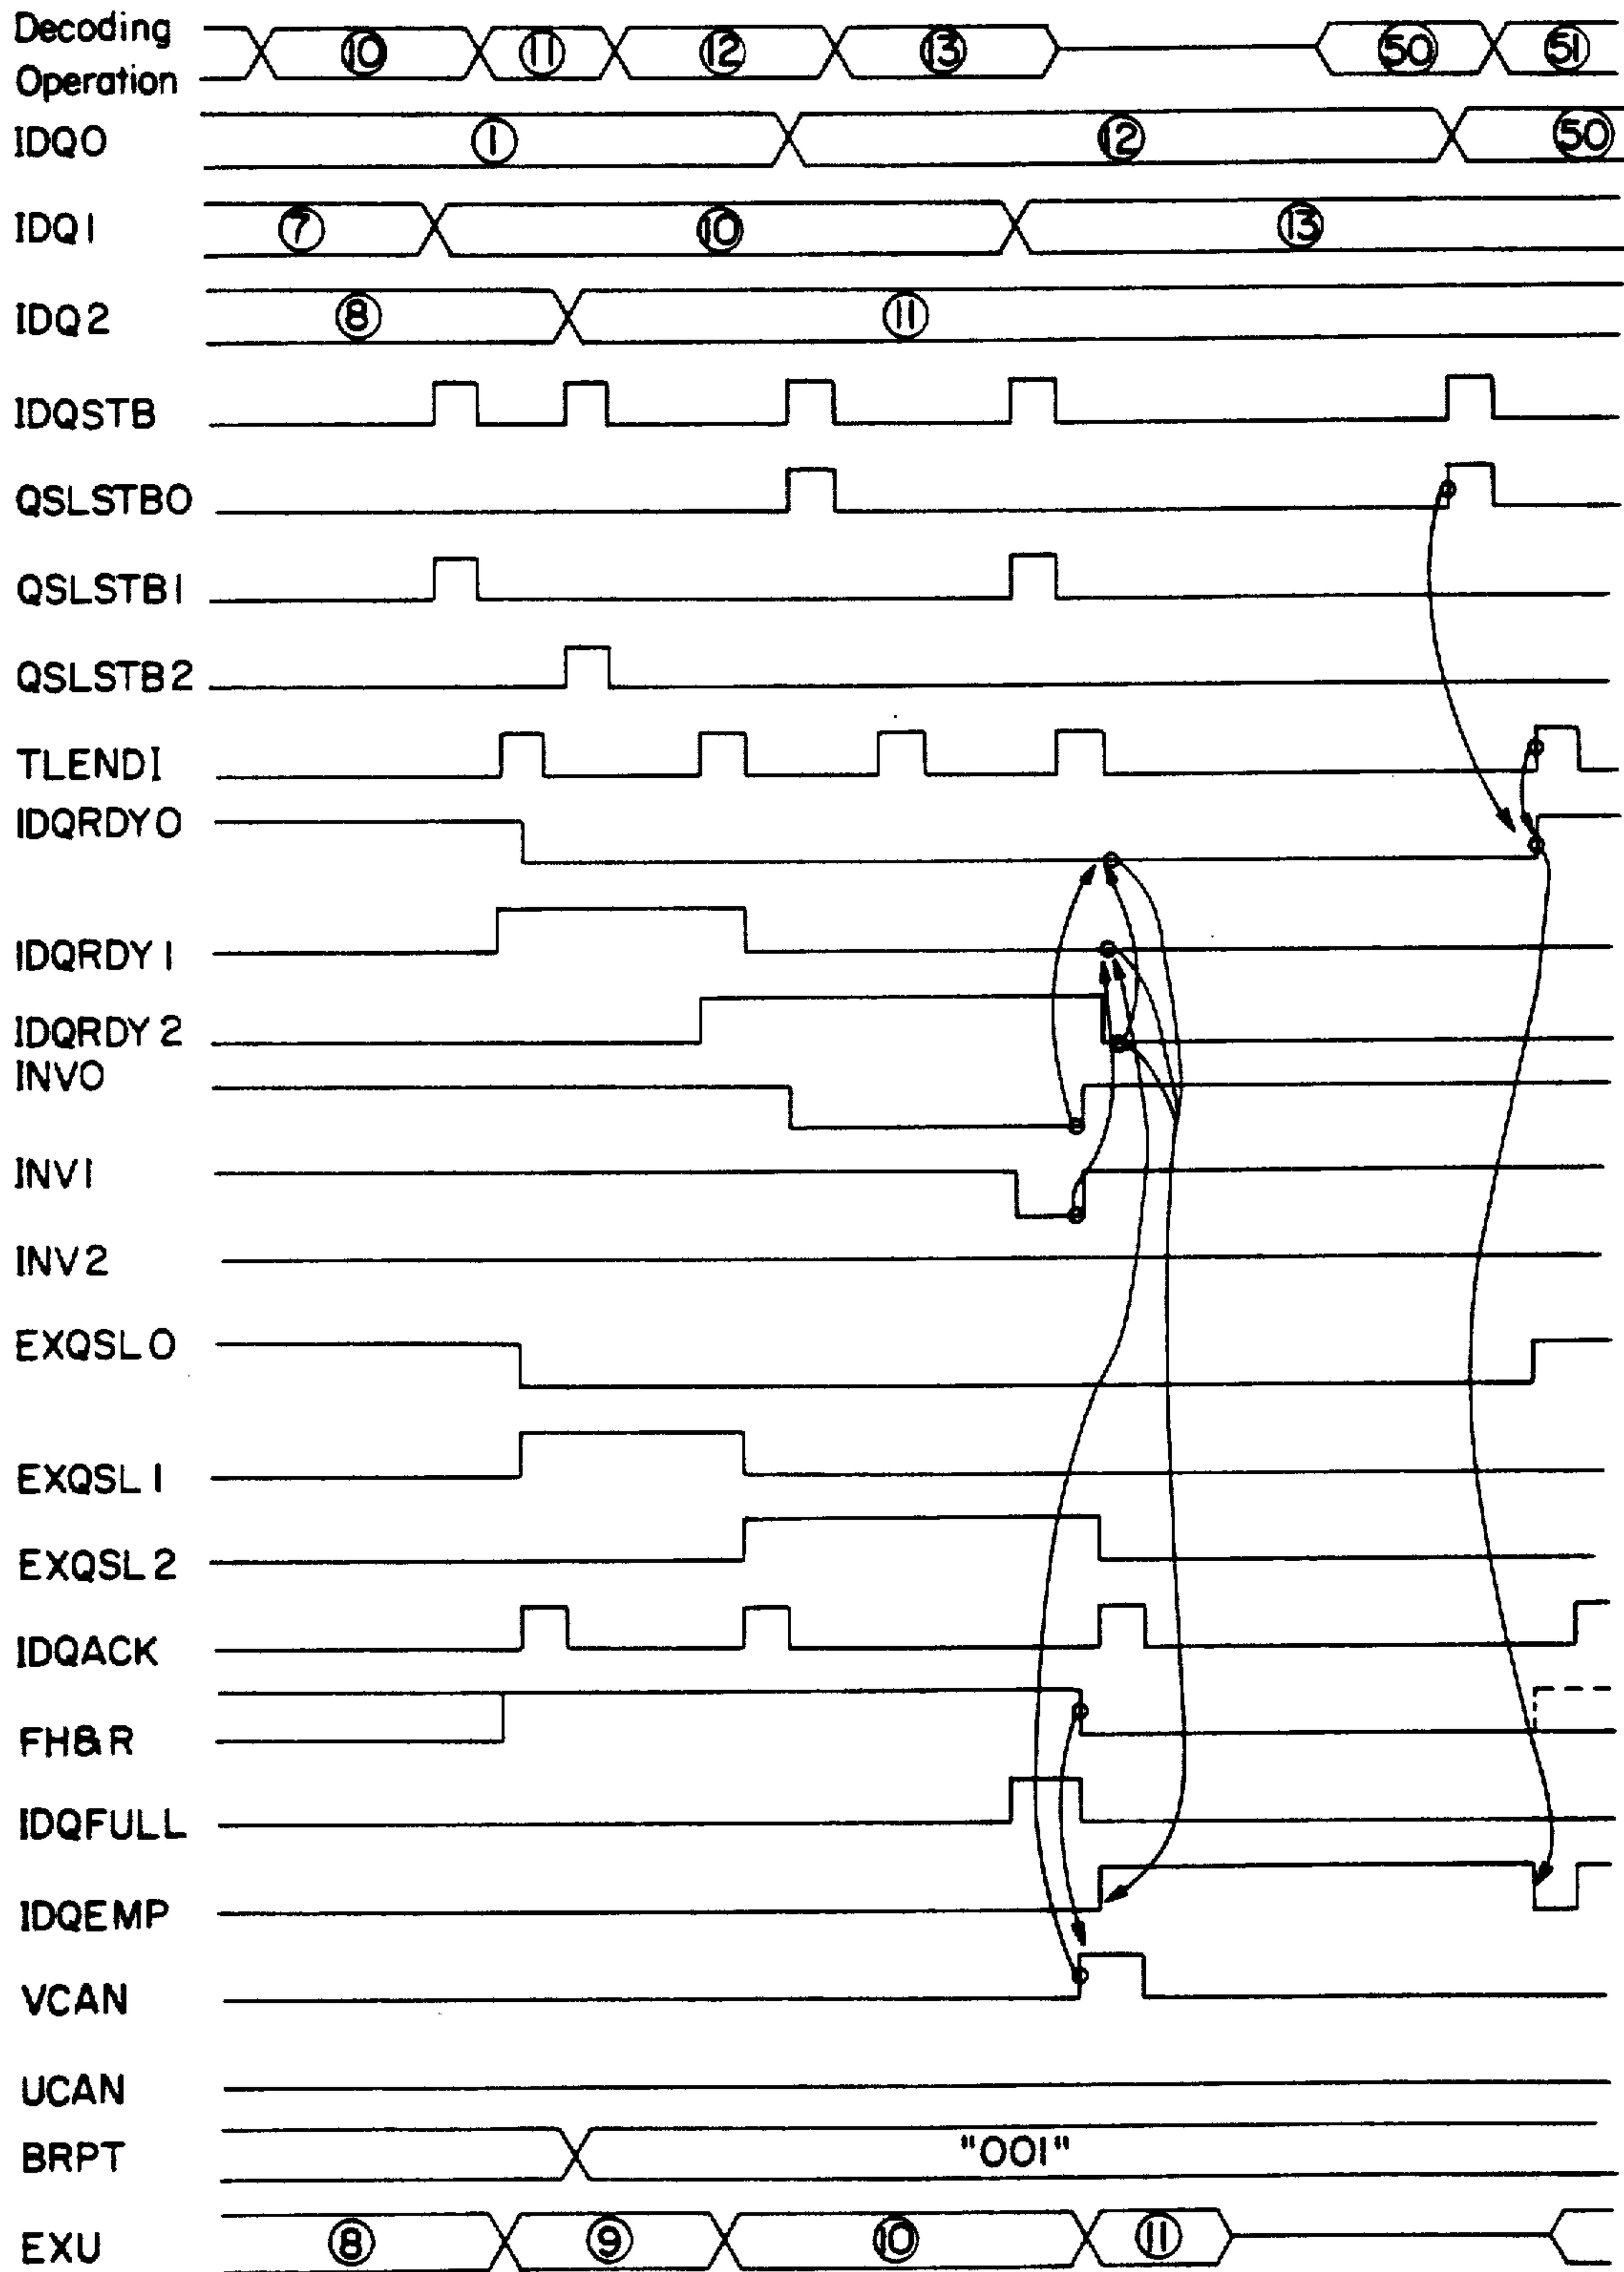 Decoding Operation 10 11 12 13 50 51
IDQ0 1 12 50
IDQ1 7 10 13
IDQ2 8 11
IDQSTB
QSLSTB0
QSLSTB1
QSLSTB2
TLENDI
IDQRDY0
IDQRDY1
IDQRDY2
INV0
INV1
INV2
EXQSL0
EXQSL1
EXQSL2
IDQACK
FH&R
IDQFULL
IDQEMP
VCAN
UCAN
BRPT "001"
EXU 8 9 10 11